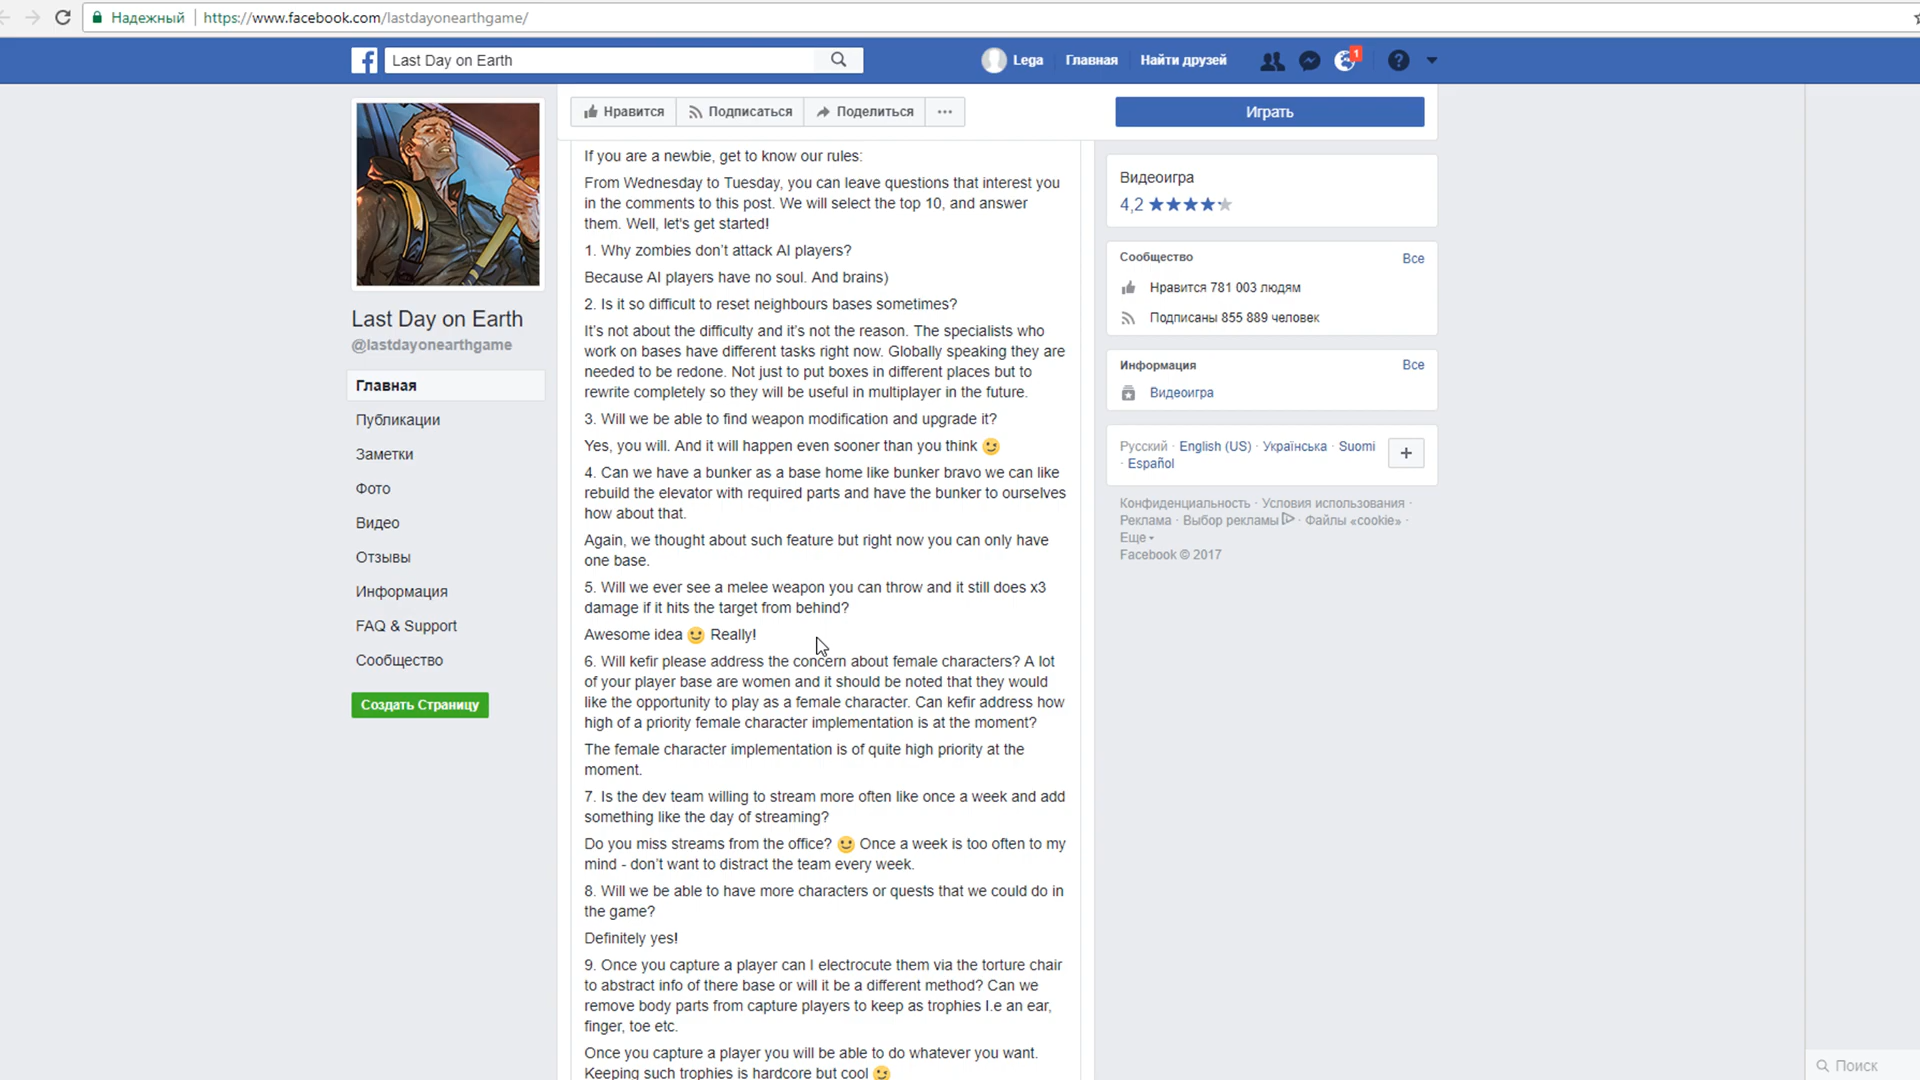 Надежный
https://www.facebook.com/lastdayonearthgame/
Last Day on Earth
Lega
Главная
Найти друзей
1
Last Day on Earth
@lastdayonearthgame
Главная
Публикации
Заметки
Фото
Видео
Отзывы
Информация
FAQ & Support
Сообщество
Создать Страницу
Нравится
Подписаться
Поделиться
Играть
If you are a newbie, get to know our rules:
From Wednesday to Tuesday, you can leave questions that interest you
in the comments to this post. We will select the top 10, and answer
them. Well, let's get started!
1. Why zombies don’t attack AI players?
Because AI players have no soul. And brains)
2. Is it so difficult to reset neighbours bases sometimes?
It’s not about the difficulty and it’s not the reason. The specialists who
work on bases have different tasks right now. Globally speaking they are
needed to be redone. Not just to put boxes in different places but to
rewrite completely so they will be useful in multiplayer in the future.
3. Will we be able to find weapon modification and upgrade it?
Yes, you will. And it will happen even sooner than you think 😉
4. Can we have a bunker as a base home like bunker bravo we can like
rebuild the elevator with required parts and have the bunker to ourselves
how about that.
Again, we thought about such feature but right now you can only have
one base.
5. Will we ever see a melee weapon you can throw and it still does x3
damage if it hits the target from behind?
Awesome idea 🙂 Really!
6. Will kefir please address the concern about female characters? A lot
of your player base are women and it should be noted that they would
like the opportunity to play as a female character. Can kefir address how
high of a priority female character implementation is at the moment?
The female character implementation is of quite high priority at the
moment.
7. Is the dev team willing to stream more often like once a week and add
something like the day of streaming?
Do you miss streams from the office? 🙂 Once a week is too often to my
mind - don’t want to distract the team every week.
8. Will we be able to have more characters or quests that we could do in
the game?
Definitely yes!
9. Once you capture a player can I electrocute them via the torture chair
to abstract info of there base or will it be a different method? Can we
remove body parts from capture players to keep as trophies I.e an ear,
finger, toe etc.
Once you capture a player you will be able to do whatever you want.
Keeping such trophies is hardcore but cool 😉
Видеоигра
4,2 ★★★★★
Сообщество
Все
Нравится 781 003 людям
Подписаны 855 889 человек
Информация
Все
Видеоигра
Русский · English (US) · Українська · Suomi
· Español
+
Конфиденциальность · Условия использования ·
Реклама · Выбор рекламы · Файлы «cookie» ·
Еще
Facebook © 2017
Поиск